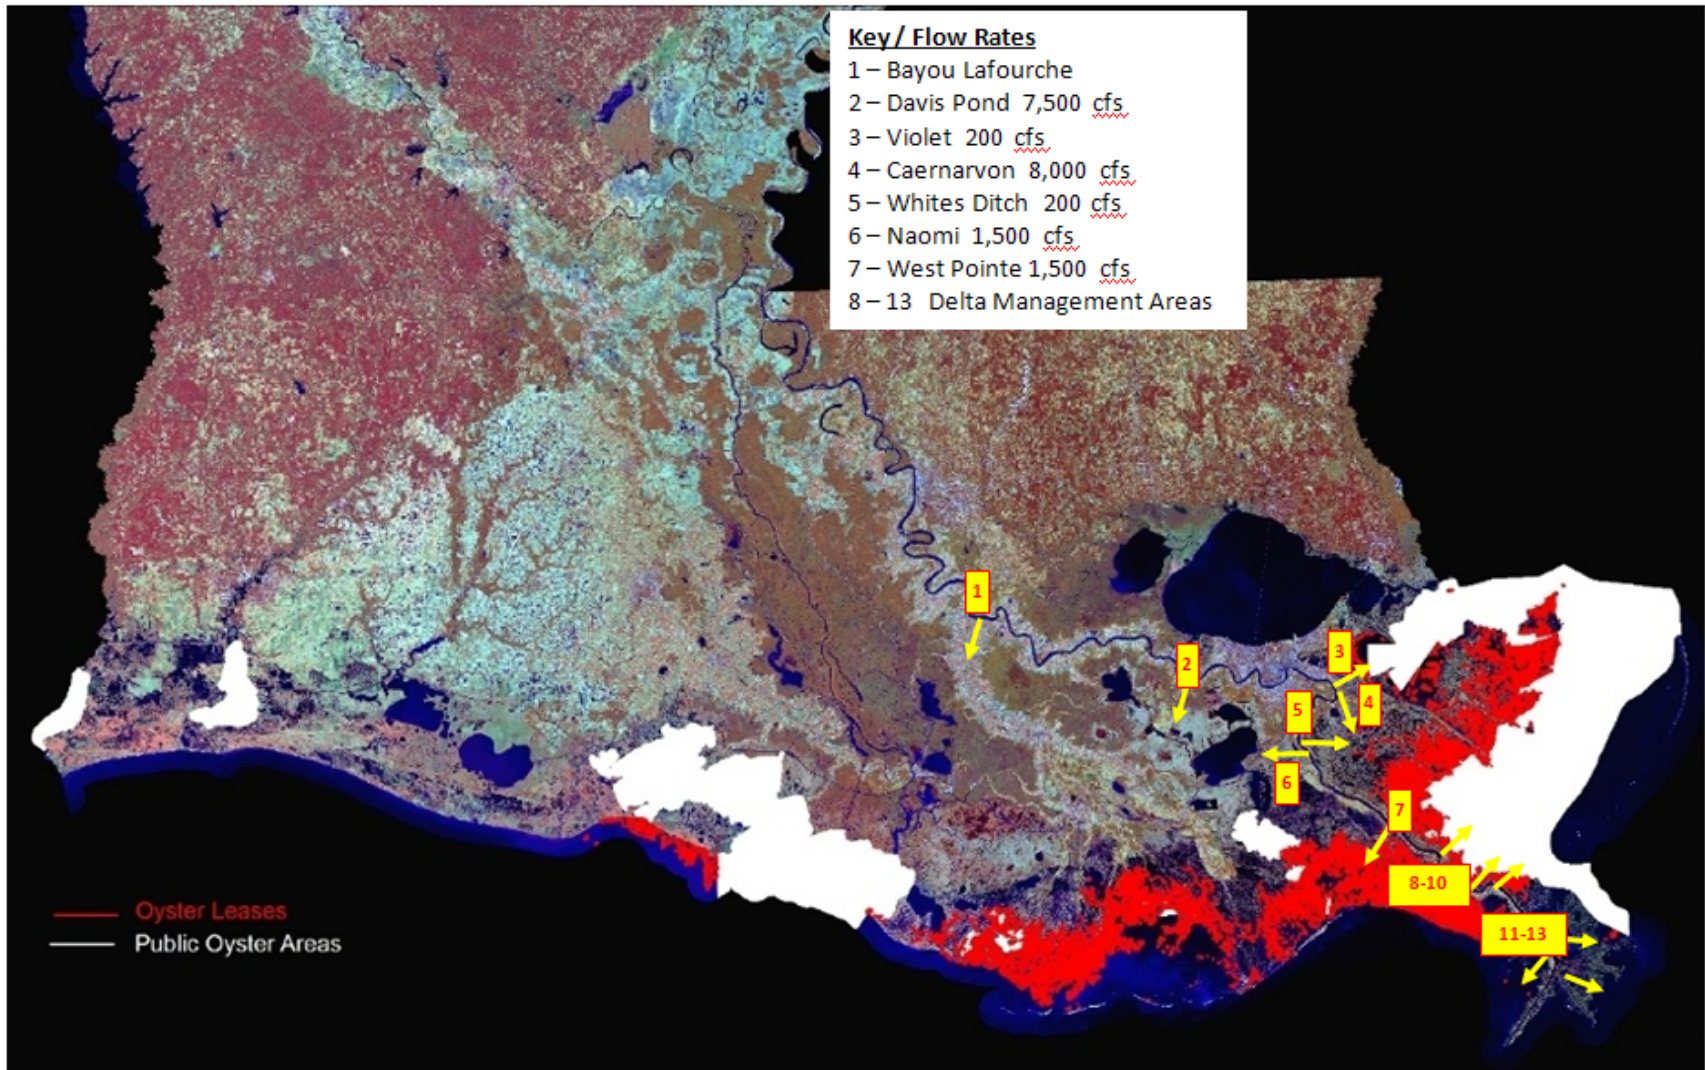 Key / Flow Rates
1 – Bayou Lafourche
2 – Davis Pond 7,500 cfs
3 – Violet 200 cfs
4 – Caernarvon 8,000 cfs
5 – Whites Ditch 200 cfs
6 – Naomi 1,500 cfs
7 – West Pointe 1,500 cfs
8 – 13 Delta Management Areas
1
2
3
4
5
6
7
8-10
11-13
Oyster Leases
Public Oyster Areas